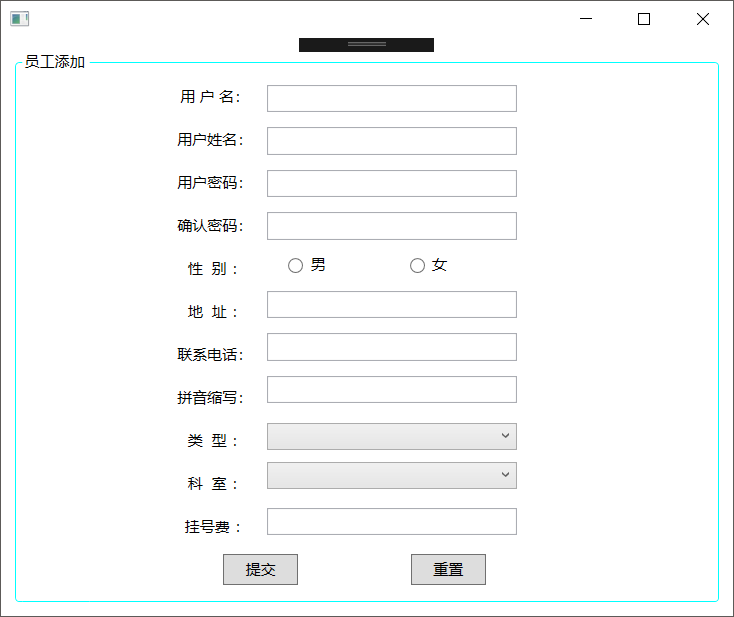 员工添加
用 户 名：
用户姓名：
用户密码：
确认密码：
性 别： 男 女
地 址：
联系电话：
拼音缩写：
类 型：
科 室：
挂号费：
提交 重置